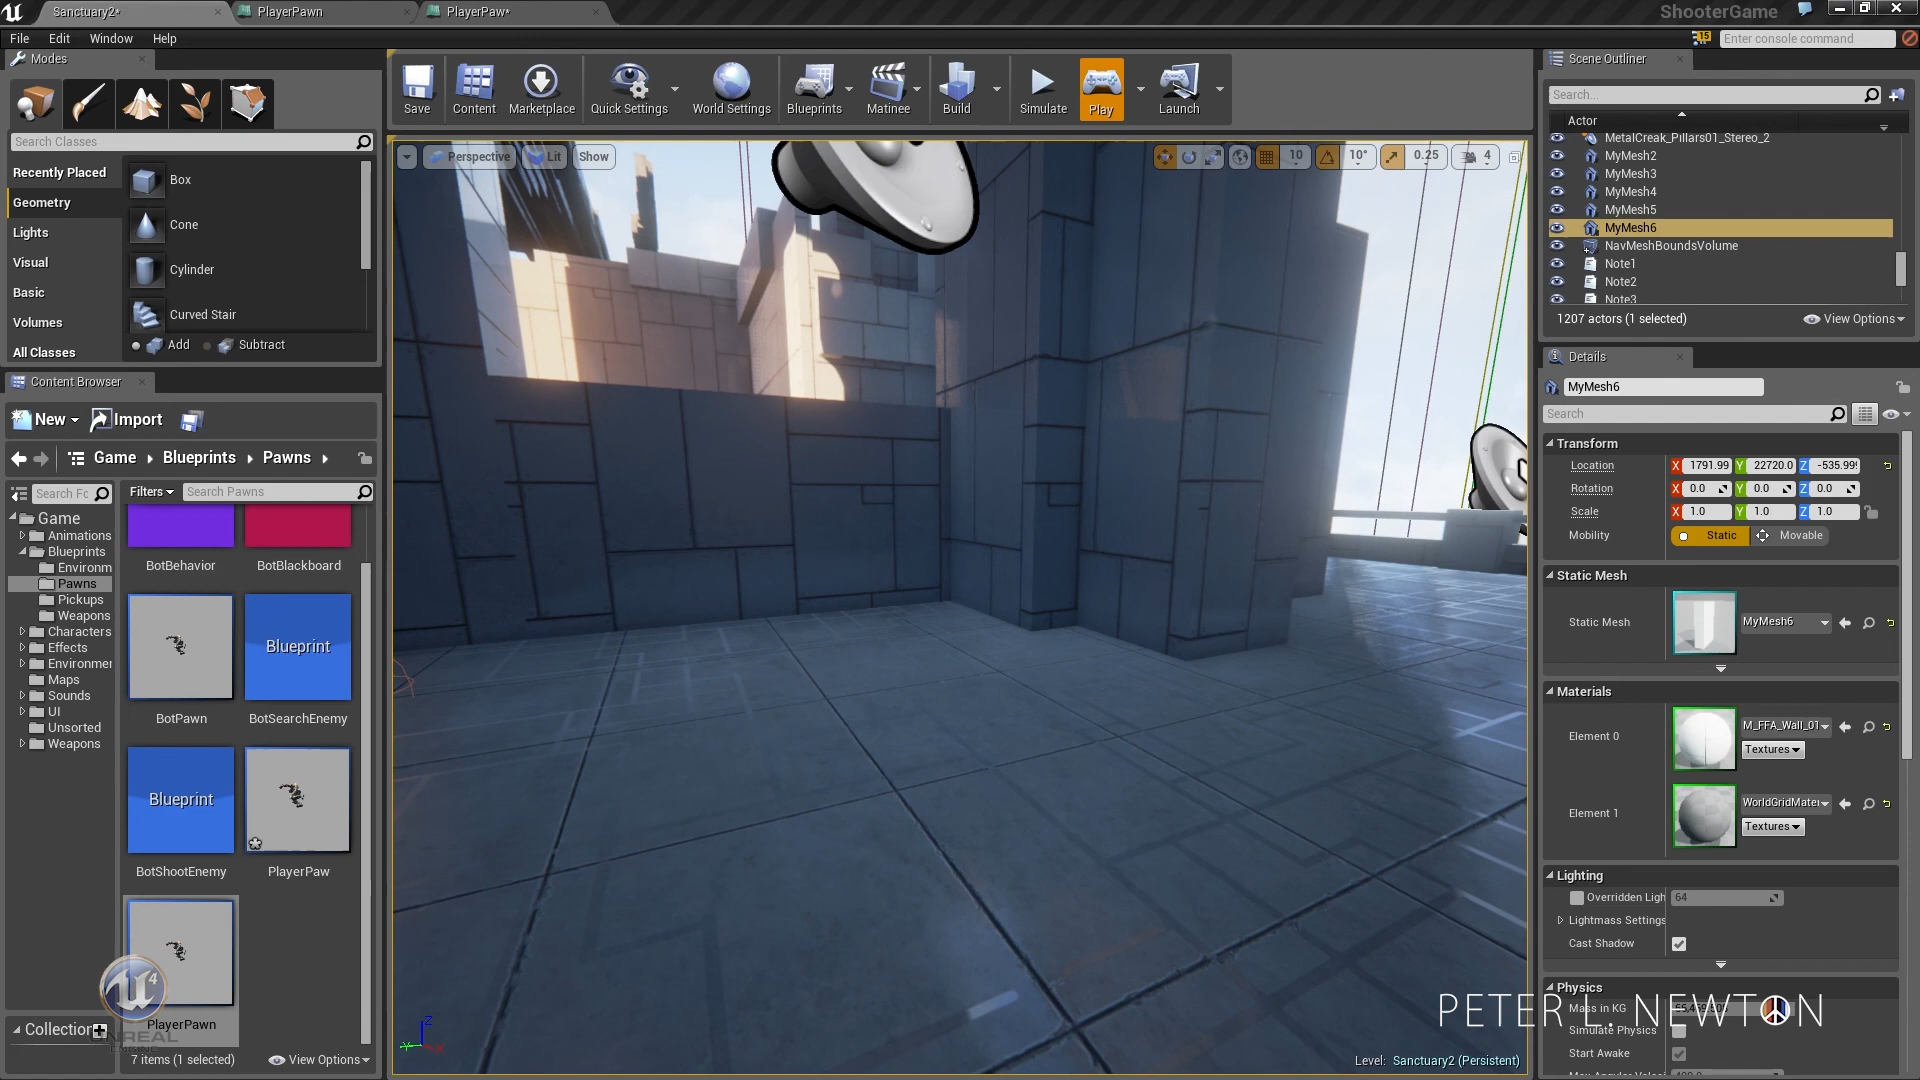 Sanctuary2*
PlayerPawn
PlayerPaw*
ShooterGame
File Edit Window Help
15
Enter console command
Modes
Search Classes
Recently Placed
Geometry
Lights
Visual
Basic
Volumes
All Classes
Box
Cone
Cylinder
Curved Stair
Add Subtract
Save
Content
Marketplace
Quick Settings
World Settings
Blueprints
Matinee
Build
Simulate
Play
Launch
Perspective Lit Show
10 10° 0.25 4
Content Browser
New Import
Game Blueprints Pawns
Search Fc
Filters
Search Pawns
Game
Animations
Blueprints
Environm
Pawns
Pickups
Weapons
Characters
Effects
Environmer
Maps
Sounds
UI
Unsorted
Weapons
BotBehavior
BotBlackboard
Blueprint
BotPawn
BotSearchEnemy
Blueprint
BotShootEnemy
PlayerPaw
PlayerPawn
Collection
UNREAL
ENGINE
7 items (1 selected)
View Options
Level: Sanctuary2 (Persistent)
Scene Outliner
Search...
Actor
MetalCreak_Pillars01_Stereo_2
MyMesh2
MyMesh3
MyMesh4
MyMesh5
MyMesh6
NavMeshBoundsVolume
Note1
Note2
Note3
1207 actors (1 selected)
View Options
Details
MyMesh6
Search
Transform
Location X 1791.99 Y 22720.0 Z -535.99
Rotation X 0.0 Y 0.0 Z 0.0
Scale X 1.0 Y 1.0 Z 1.0
Mobility Static Movable
Static Mesh
Static Mesh MyMesh6
Materials
Element 0 M_FFA_Wall_01
Textures
Element 1 WorldGridMater
Textures
Lighting
Overridden Ligh 64
Lightmass Settings
Cast Shadow
Physics
Mass in KG
Simulate Physics
Start Awake
PETER L. NEWTON